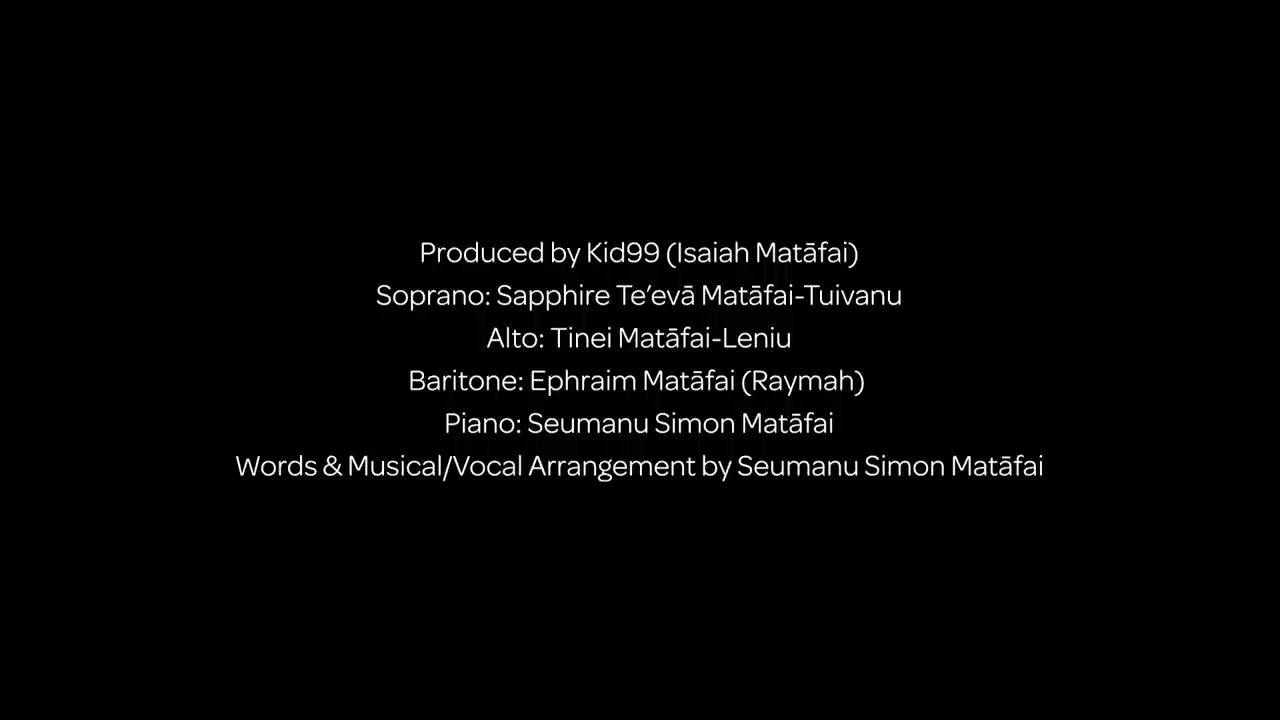 Produced by Kid99 (Isaiah Matāfai)
Soprano: Sapphire Te’evā Matāfai-Tuivanu
Alto: Tinei Matāfai-Leniu
Baritone: Ephraim Matāfai (Raymah)
Piano: Seumanu Simon Matāfai
Words & Musical/Vocal Arrangement by Seumanu Simon Matāfai